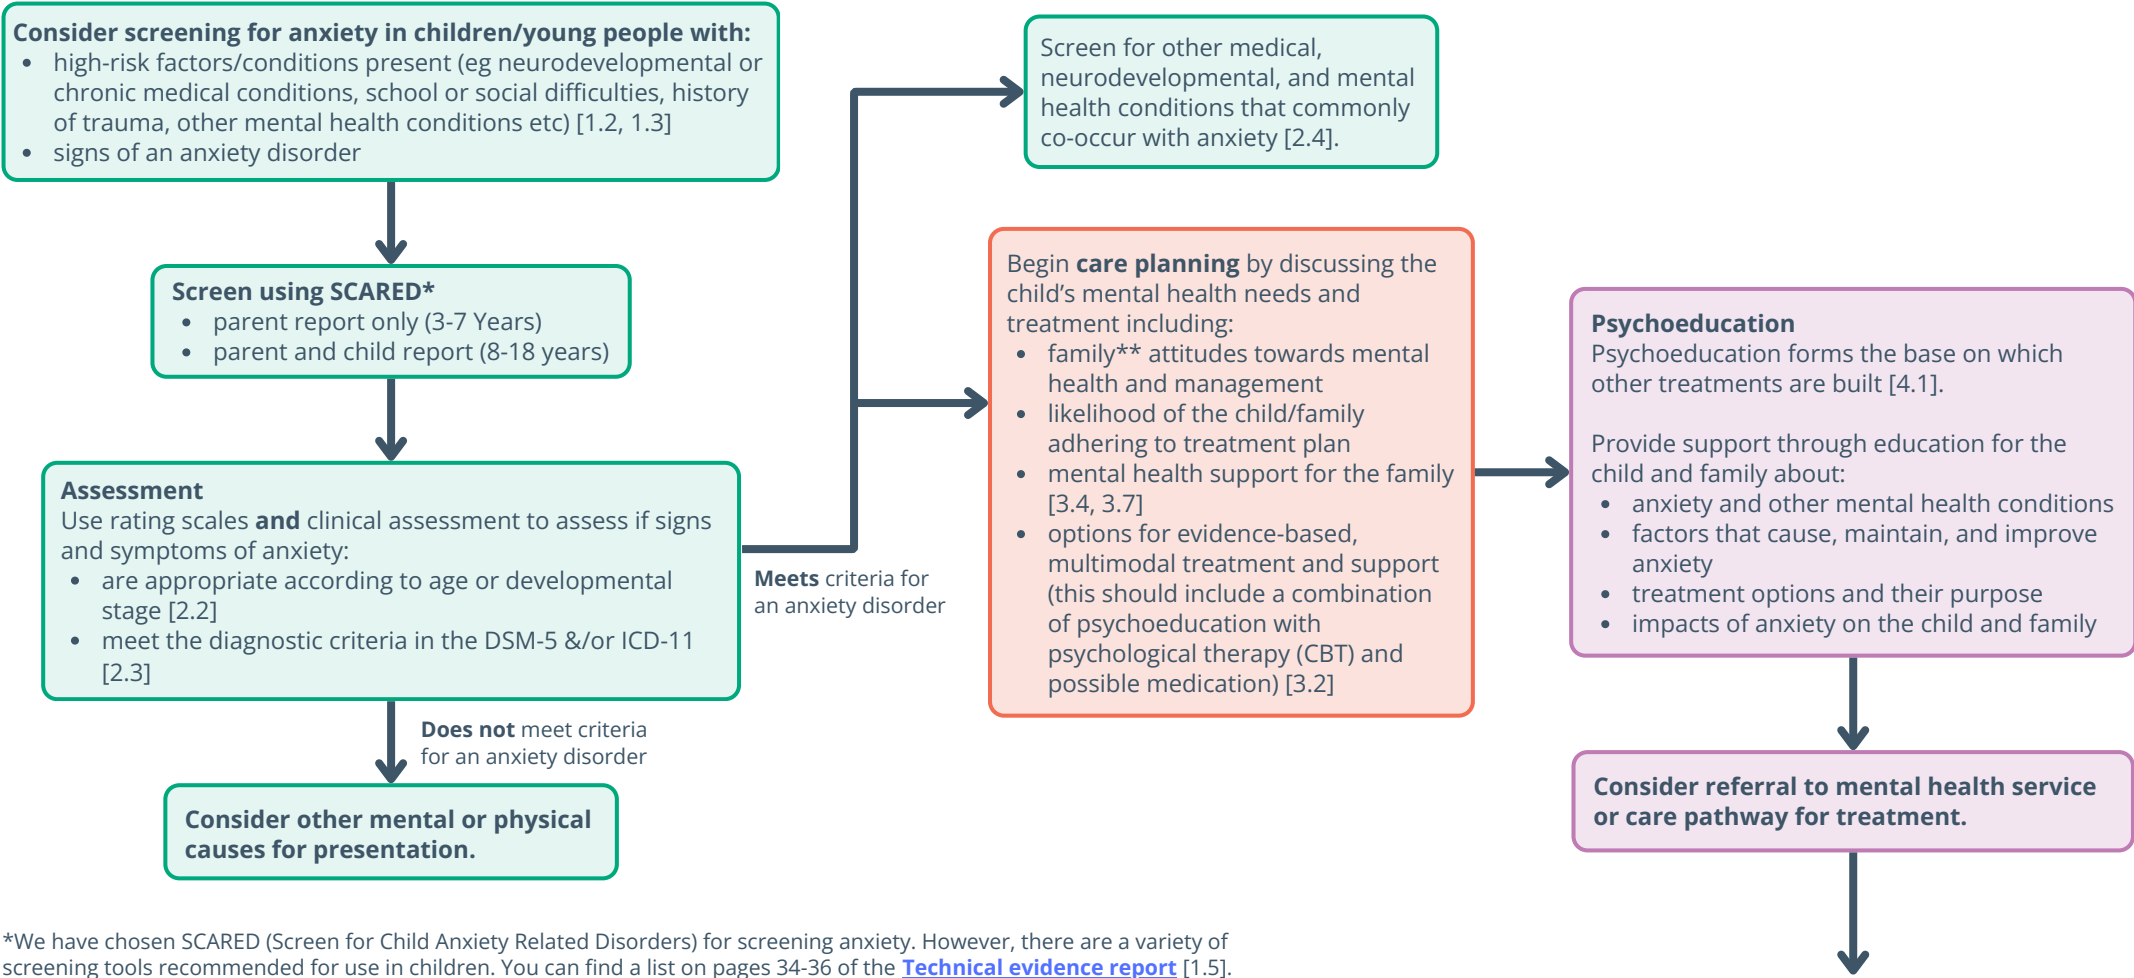 Consider screening for anxiety in children/young people with:
• high-risk factors/conditions present (eg neurodevelopmental or
chronic medical conditions, school or social difficulties, history
of trauma, other mental health conditions etc) [1.2, 1.3]
• signs of an anxiety disorder
Screen using SCARED*
• parent report only (3-7 Years)
• parent and child report (8-18 years)
Assessment
Use rating scales and clinical assessment to assess if signs
and symptoms of anxiety:
• are appropriate according to age or developmental
stage [2.2]
• meet the diagnostic criteria in the DSM-5 &/or ICD-11
[2.3]
Does not meet criteria
for an anxiety disorder
Consider other mental or physical
causes for presentation.
Meets criteria for
an anxiety disorder
Screen for other medical,
neurodevelopmental, and mental
health conditions that commonly
co-occur with anxiety [2.4].
Begin care planning by discussing the
child’s mental health needs and
treatment including:
• family** attitudes towards mental
health and management
• likelihood of the child/family
adhering to treatment plan
• mental health support for the family
[3.4, 3.7]
• options for evidence-based,
multimodal treatment and support
(this should include a combination
of psychoeducation with
psychological therapy (CBT) and
possible medication) [3.2]
Psychoeducation
Psychoeducation forms the base on which
other treatments are built [4.1].
Provide support through education for the
child and family about:
• anxiety and other mental health conditions
• factors that cause, maintain, and improve
anxiety
• treatment options and their purpose
• impacts of anxiety on the child and family
Consider referral to mental health service
or care pathway for treatment.
*We have chosen SCARED (Screen for Child Anxiety Related Disorders) for screening anxiety. However, there are a variety of
screening tools recommended for use in children. You can find a list on pages 34-36 of the Technical evidence report [1.5].